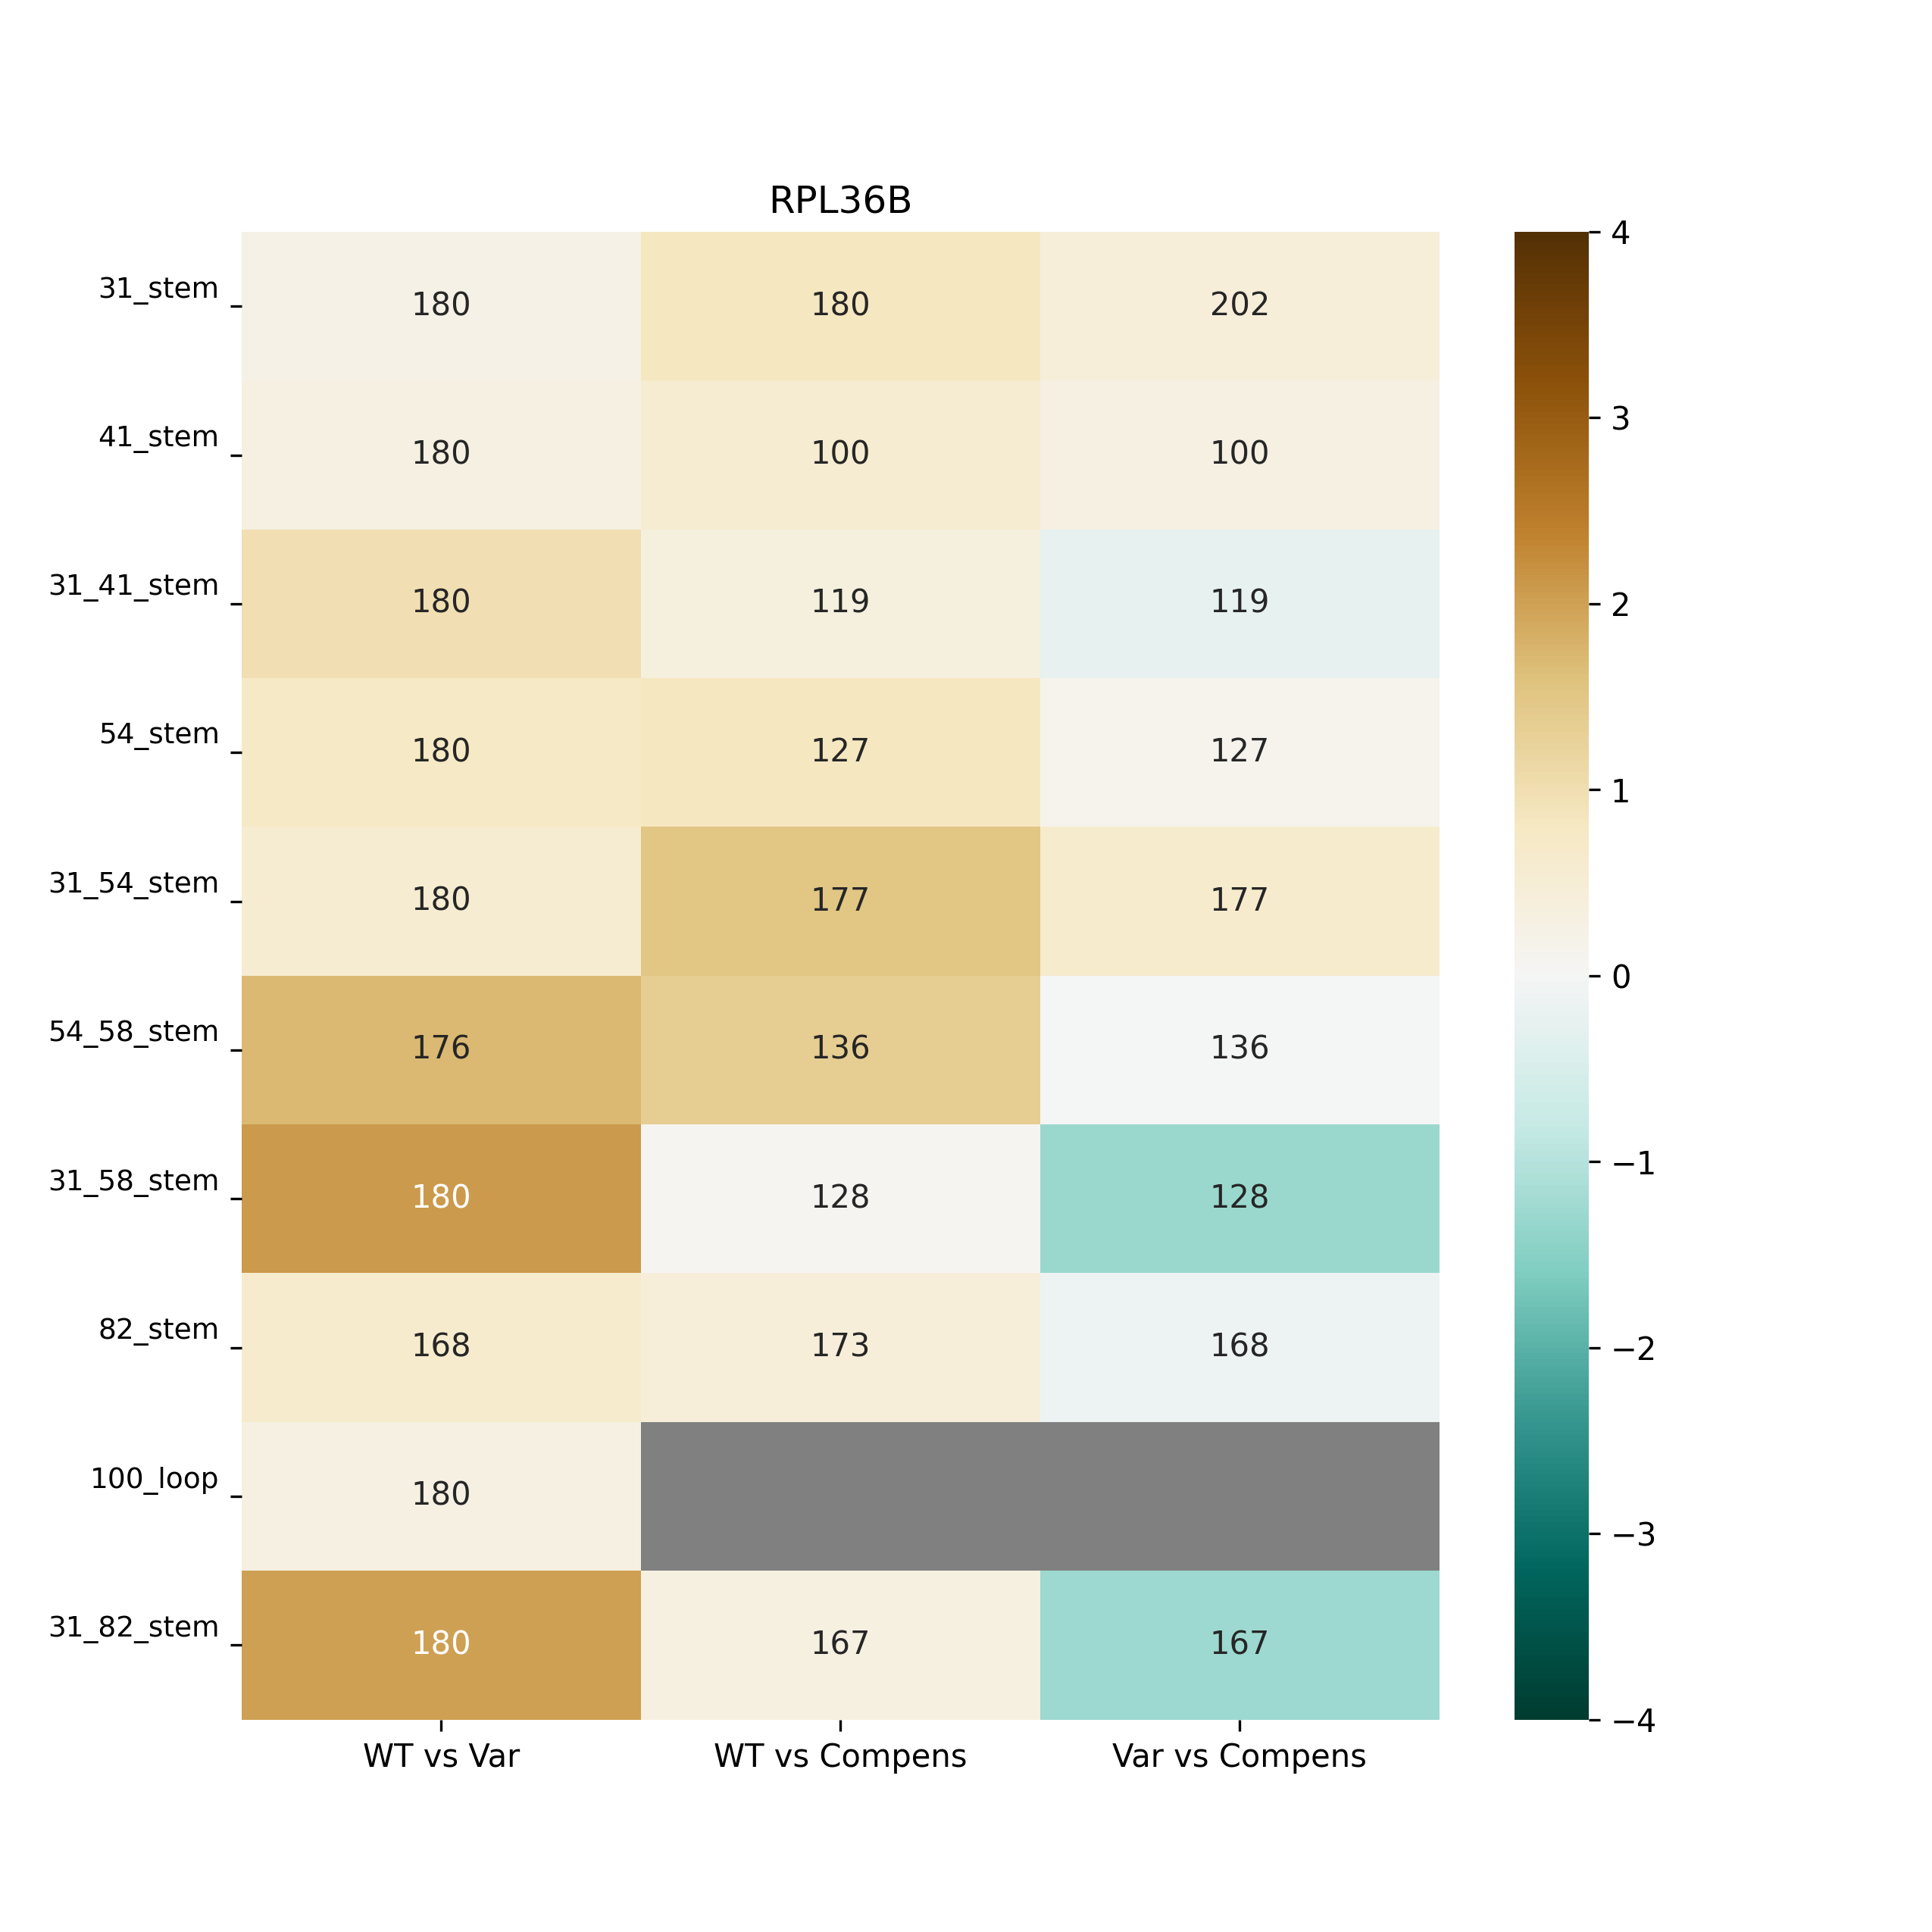 RPL36B
31_stem 180 180 202
41_stem 180 100 100
31_41_stem 180 119 119
54_stem 180 127 127
31_54_stem 180 177 177
54_58_stem 176 136 136
31_58_stem 180 128 128
82_stem 168 173 168
100_loop 180
31_82_stem 180 167 167
WT vs Var WT vs Compens Var vs Compens
4
3
2
1
0
−1
−2
−3
−4